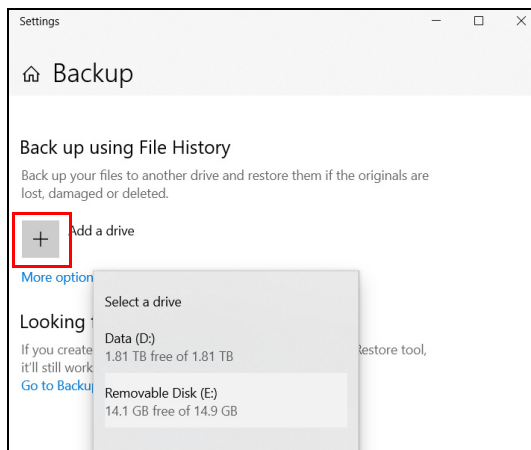 Settings
Backup
Back up using File History
Back up your files to another drive and restore them if the originals are
lost, damaged or deleted.
Add a drive
More option
Select a drive
Looking
Data (D:)
1.81 TB free of 1.81 TB
If you create
Restore tool,
it'll still work
Go to Backu
Removable Disk (E:)
14.1 GB free of 14.9 GB